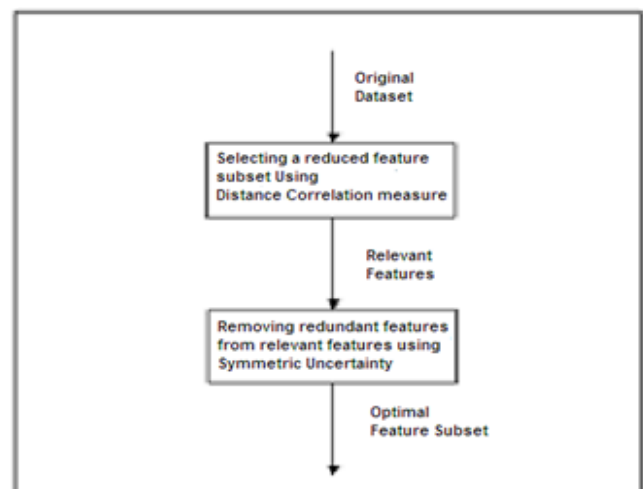 Original
Dataset
Selecting a reduced feature
subset Using
Distance Correlation measure
Relevant
Features
Removing redundant features
from relevant features using
Symmetric Uncertainty
Optimal
Feature Subset